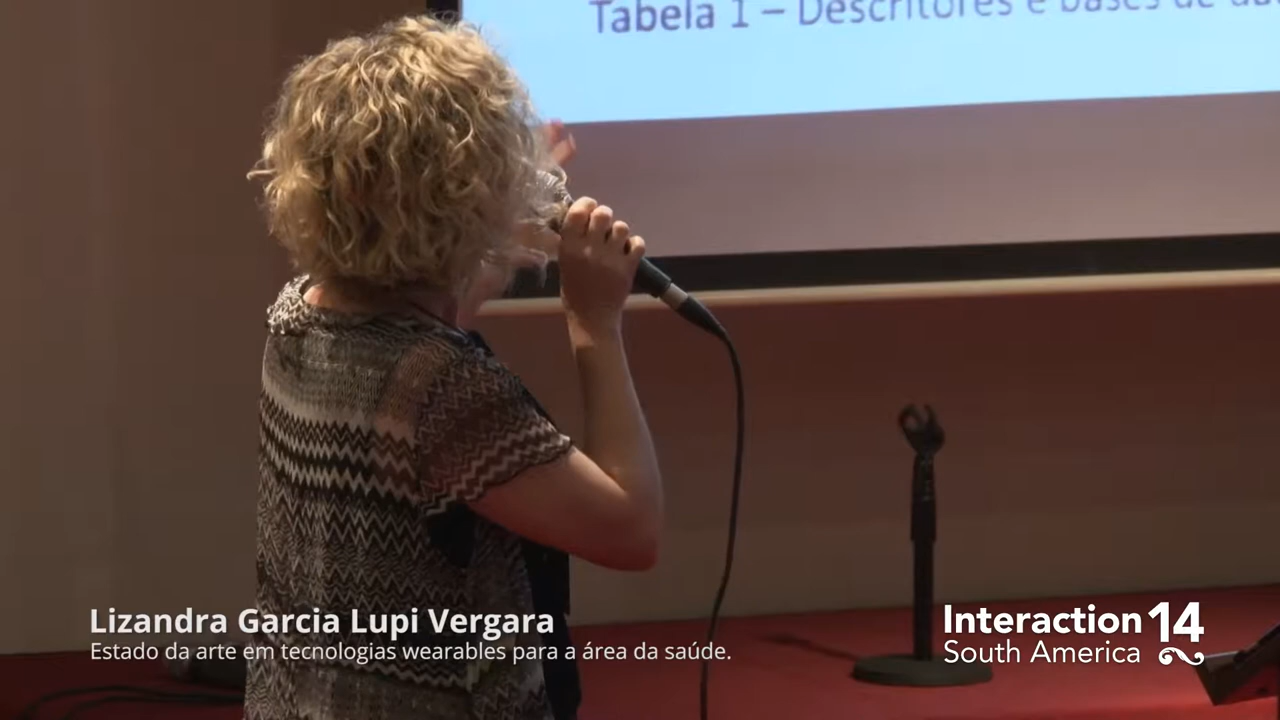 Tabela 1 – Descritores e bases de
Lizandra Garcia Lupi Vergara
Estado da arte em tecnologias wearables para a área da saúde.
Interaction 14
South America